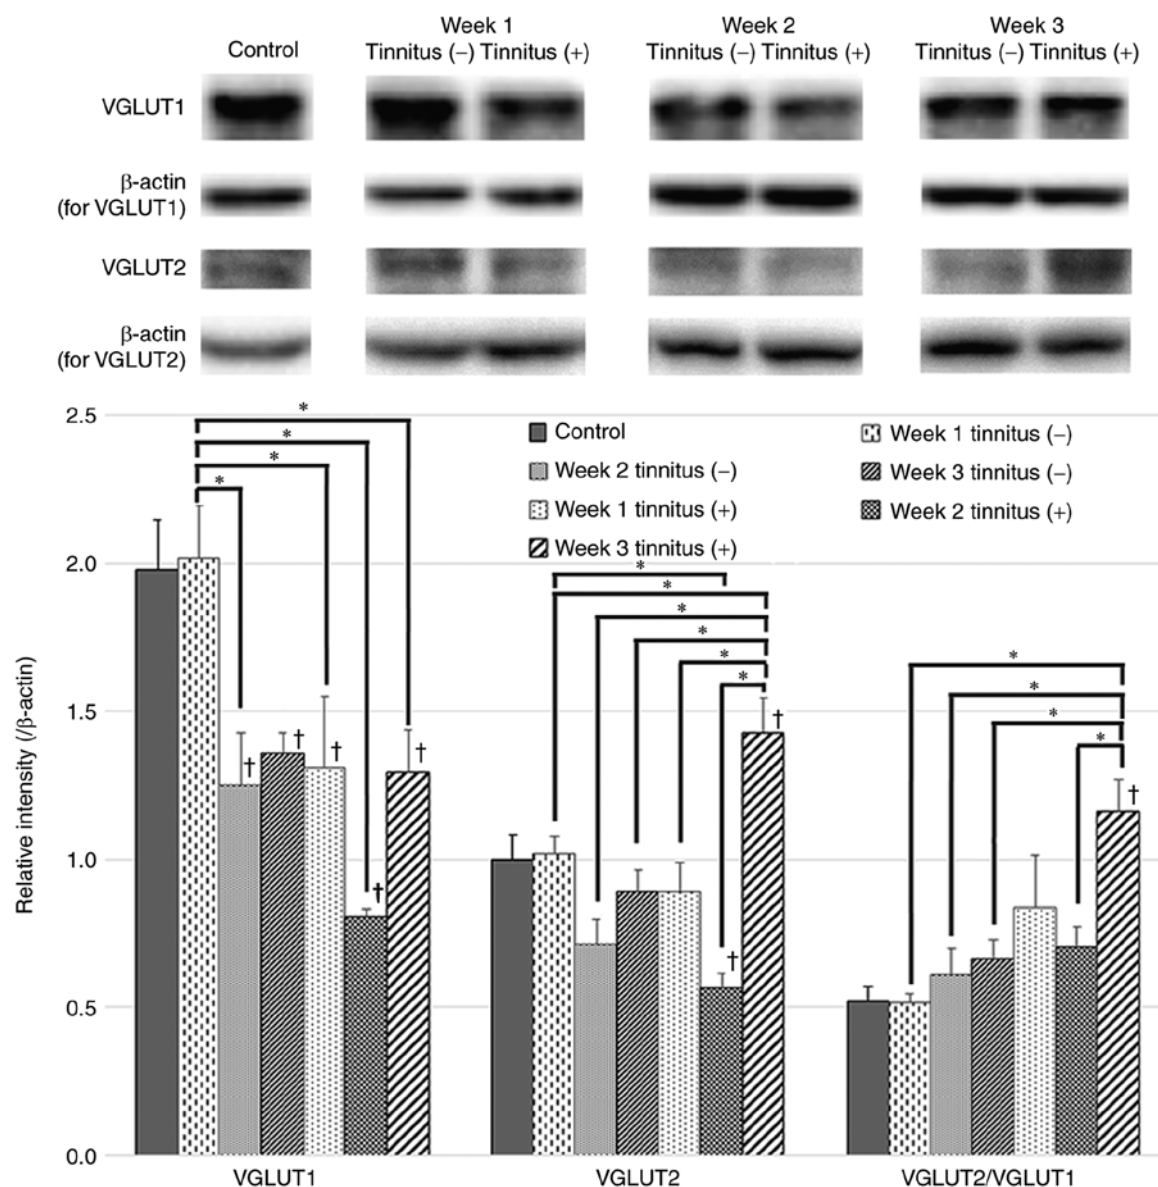 Week 1
Week 2
Week 3
Control
Tinnitus (−) Tinnitus (+)
Tinnitus (−) Tinnitus (+)
Tinnitus (−) Tinnitus (+)
VGLUT1
β-actin
(for VGLUT1)
VGLUT2
β-actin
(for VGLUT2)
Relative intensity (/β-actin)
2.5
2.0
1.5
1.0
0.5
0.0
Control
Week 1 tinnitus (−)
Week 2 tinnitus (−)
Week 3 tinnitus (−)
Week 1 tinnitus (+)
Week 2 tinnitus (+)
Week 3 tinnitus (+)
*
*
*
*
†
†
†
†
†
*
*
*
*
*
*
†
†
*
*
*
*
†
VGLUT1
VGLUT2
VGLUT2/VGLUT1